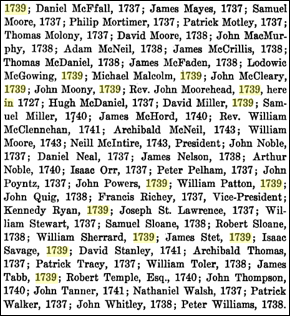 1739; Daniel McFfall, 1737; James Mayes, 1737; Samuel
Moore, 1737; Philip Mortimer, 1737; Patrick Motley, 1737;
Thomas Molony, 1737; David Moore, 1738; John MacMur-
phy, 1738; Adam McNeil, 1738; James McCrillis, 1738;
Thomas McDaniel, 1738; James McFaden, 1738; Lodowic
McGowing, 1739; Michael Malcolm, 1739; John McCleary,
1739; John Moony, 1739; Rev. John Moorehead, 1739, here
in 1727; Hugh McDaniel, 1737; David Miller, 1739; Sam-
uel Miller, 1740; James McHord, 1740; Rev. William
McClennchan, 1741; Archibald McNeil, 1743; William
Moore, 1743; Neill McIntire, 1743, President; John Noble,
1737; Daniel Neal, 1737; James Nelson, 1738; Arthur
Noble, 1740; Isaac Orr, 1737; Peter Pelham, 1737; John
Poyntz, 1737; John Powers, 1739; William Patton, 1739;
John Quig, 1738; Francis Richey, 1737, Vice-President;
Kennedy Ryan, 1739; Joseph St. Lawrence, 1737; Wil-
liam Stewart, 1737; Samuel Sloane, 1738; Robert Sloane,
1738; William Sherrard, 1739; James Stet, 1739; Isaac
Savage, 1739; David Stanley, 1741; Archibald Thomas,
1737; Patrick Tracy, 1737; William Toler, 1738; James
Tabb, 1739; Robert Temple, Esq., 1740; John Thompson,
1740; John Tanner, 1741; Nathaniel Walsh, 1737; Patrick
Walker, 1737; John Whitley, 1738; Peter Williams, 1738.